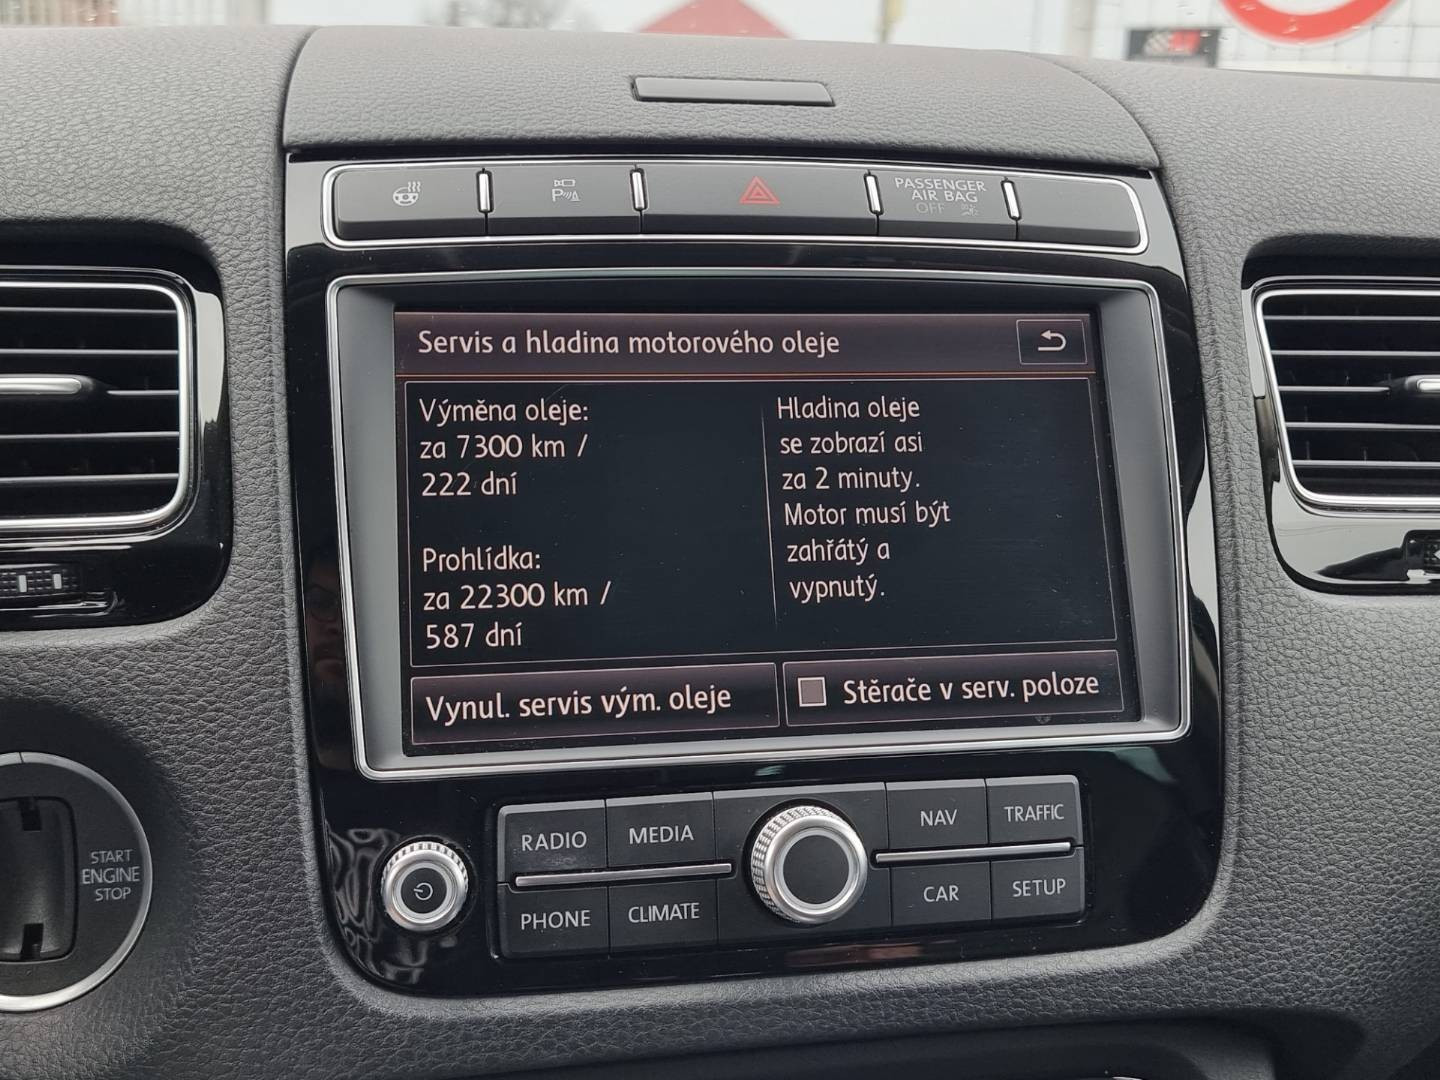 P
PASSENGER
AIR BAG
OFF
Servis a hladina motorového oleje
Výměna oleje:
za 7300 km /
222 dní
Prohlídka:
za 22300 km /
587 dní
Hladina oleje
se zobrazí asi
za 2 minuty.
Motor musí být
zahřátý a
vypnutý.
Vynul. servis vým. oleje
Stěrače v serv. poloze
START
ENGINE
STOP
RADIO
MEDIA
NAV
TRAFFIC
PHONE
CLIMATE
CAR
SETUP